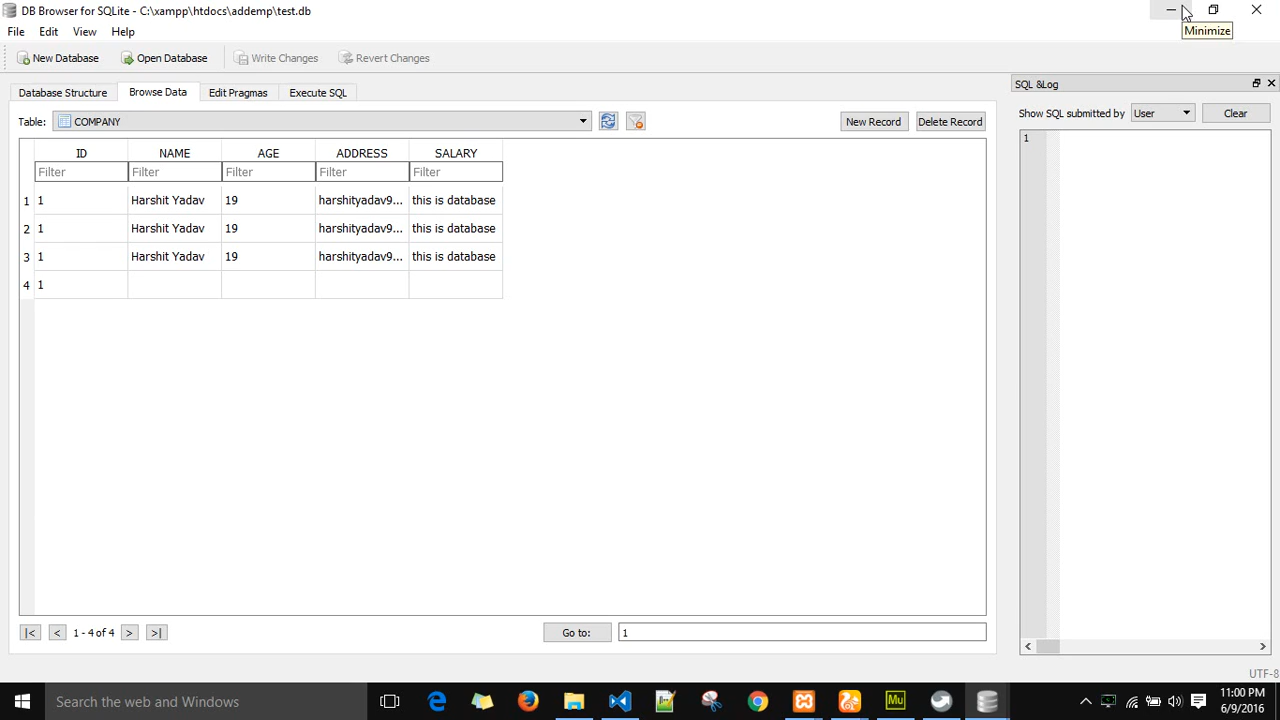 DB Browser for SQLite - C:\xampp\htdocs\addemp\test.db
Minimize
File Edit View Help
New Database Open Database Write Changes Revert Changes
Database Structure Browse Data Edit Pragmas Execute SQL
SQL &Log
Show SQL submitted by User Clear
Table: COMPANY New Record Delete Record
1
ID NAME AGE ADDRESS SALARY
Filter Filter Filter Filter Filter
1 1 Harshit Yadav 19 harshityadav9... this is database
2 1 Harshit Yadav 19 harshityadav9... this is database
3 1 Harshit Yadav 19 harshityadav9... this is database
4 1
|< < 1 - 4 of 4 > >| Go to: 1
UTF-8
Search the web and Windows
Mu
11:00 PM
6/9/2016